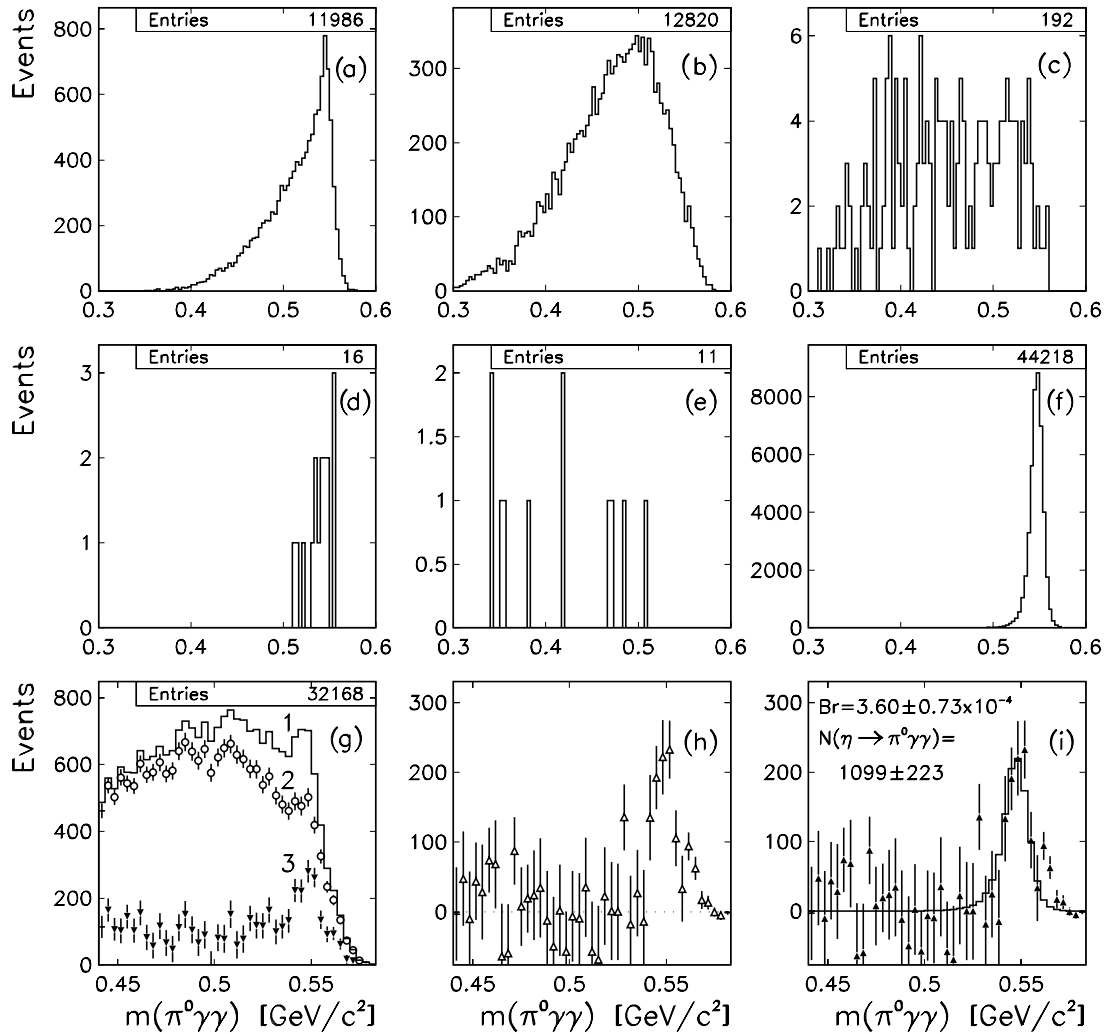 Entries 11986
Entries 12820
Entries 192
Events
800
600
400
200
0
(a)
0.3 0.4 0.5 0.6
300
200
100
0
(b)
0.3 0.4 0.5 0.6
6
4
2
0
(c)
0.3 0.4 0.5 0.6
Entries 16
Entries 11
Entries 44218
Events
3
2
1
0
(d)
0.3 0.4 0.5 0.6
2
1.5
1
0.5
0
(e)
0.3 0.4 0.5 0.6
8000
6000
4000
2000
0
(f)
0.3 0.4 0.5 0.6
Entries 32168
Events
800
600
400
200
0
1
2
3
(g)
0.45 0.5 0.55
m(π⁰γγ) [GeV/c²]
300
200
100
0
(h)
0.45 0.5 0.55
m(π⁰γγ) [GeV/c²]
300
200
100
0
Br=3.60±0.73x10⁻⁴
N(η→π⁰γγ)=
1099±223
(i)
0.45 0.5 0.55
m(π⁰γγ) [GeV/c²]